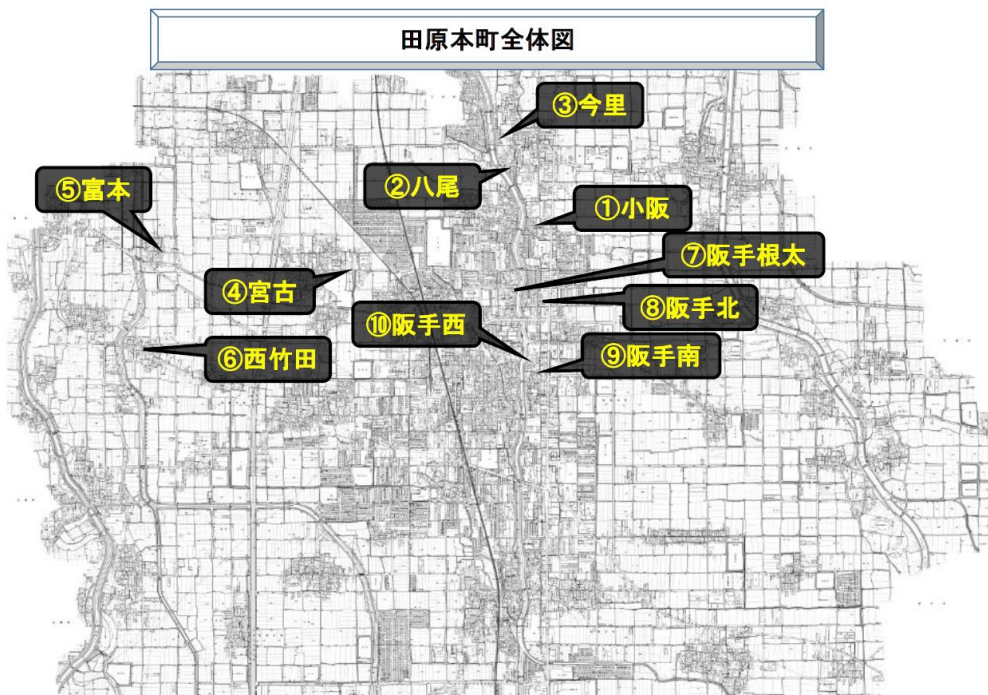 田原本町全体図
③今里
②八尾
⑤富本
①小阪
⑦阪手根太
④宮古
⑧阪手北
⑩阪手西
⑥西竹田
⑨阪手南